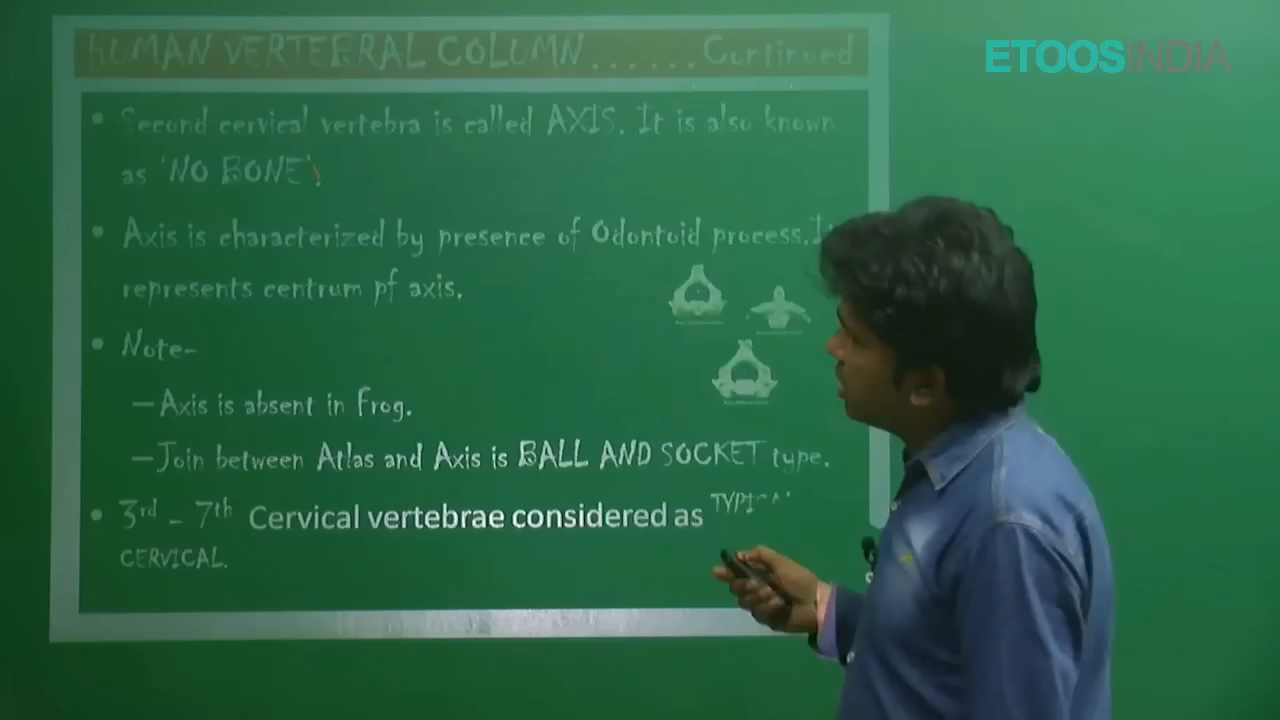 HUMAN VERTEBRAL COLUMN ...... Continued
ETOOSINDIA
• Second cervical vertebra is called AXIS. It is also known
as 'NO BONE'
• Axis is characterized by presence of Odontoid process.
represents centrum pf axis.
• Note-
—Axis is absent in Frog.
—Join between Atlas and Axis is BALL AND SOCKET type.
• 3rd - 7th Cervical vertebrae considered as
CERVICAL.